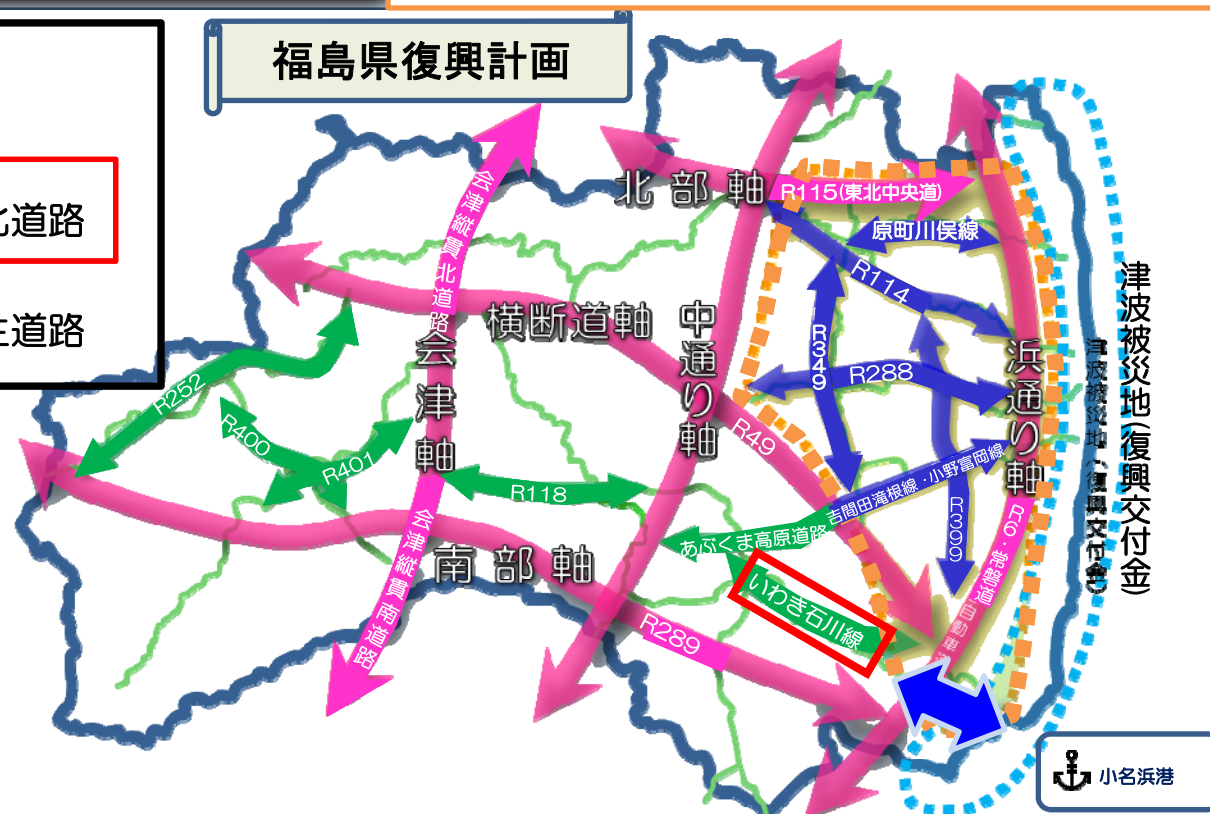 福島県復興計画
道路
道路
北部軸
R115(東北中央道)
原町川俣線
R114
会津縦貫北道路
横断道軸
中通り軸
R349
R288
浜通り軸
津波被災地(復興交付金)
津波被災地(復興交付金)
会津軸
R252
R400
R401
R49
R118
吉間田滝根線・小野富岡線
R399
あぶくま高原道路
R6・常磐道
自動車道
南部軸
会津縦貫南道路
いわき石川線
R289
小名浜港